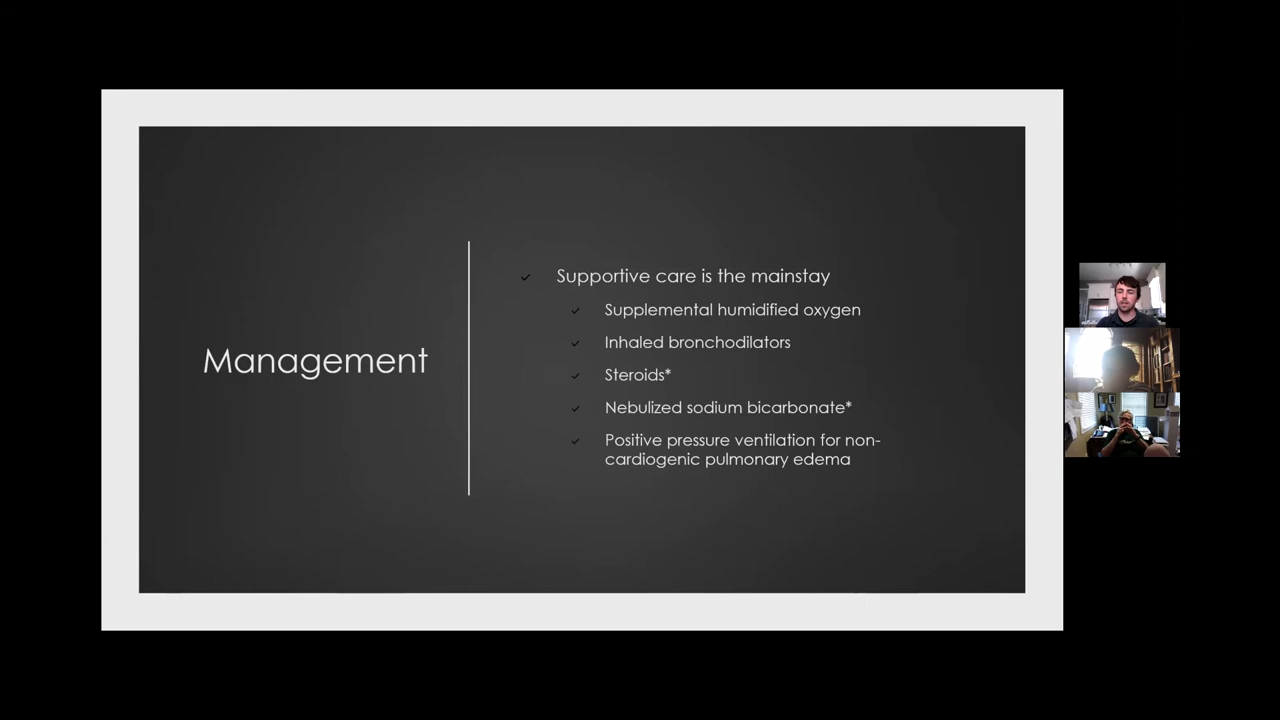 Management
Supportive care is the mainstay
Supplemental humidified oxygen
Inhaled bronchodilators
Steroids*
Nebulized sodium bicarbonate*
Positive pressure ventilation for non-
cardiogenic pulmonary edema